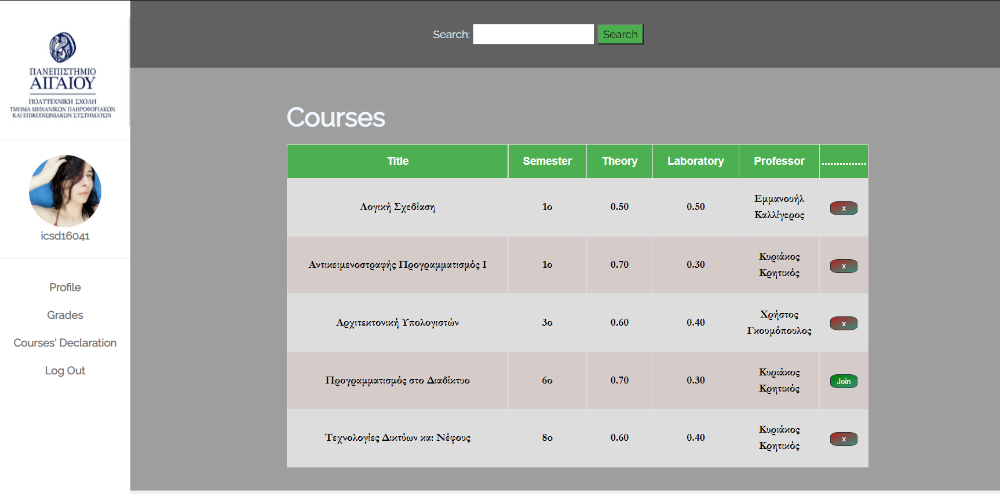 ΠΑΝΕΠΙΣΤΗΜΙΟ
ΑΙΓΑΙΟΥ
ΠΟΛΥΤΕΧΝΙΚΗ ΣΧΟΛΗ
ΤΜΗΜΑ ΜΗΧΑΝΙΚΩΝ ΠΛΗΡΟΦΟΡΙΑΚΩΝ
ΚΑΙ ΕΠΙΚΟΙΝΩΝΙΑΚΩΝ ΣΥΣΤΗΜΑΤΩΝ
icsd16041
Profile
Grades
Courses' Declaration
Log Out
Search: Search
Courses
Title Semester Theory Laboratory Professor ...............
Λογική Σχεδίαση 1ο 0.50 0.50 Εμμανουήλ Καλλίγερος x
Αντικειμενοστραφής Προγραμματισμός Ι 1ο 0.70 0.30 Κυριάκος Κρητικός x
Αρχιτεκτονική Υπολογιστών 3ο 0.60 0.40 Χρήστος Γκουμόπουλος x
Προγραμματισμός στο Διαδίκτυο 6ο 0.70 0.30 Κυριάκος Κρητικός Join
Τεχνολογίες Δικτύων και Νέφους 8ο 0.60 0.40 Κυριάκος Κρητικός x